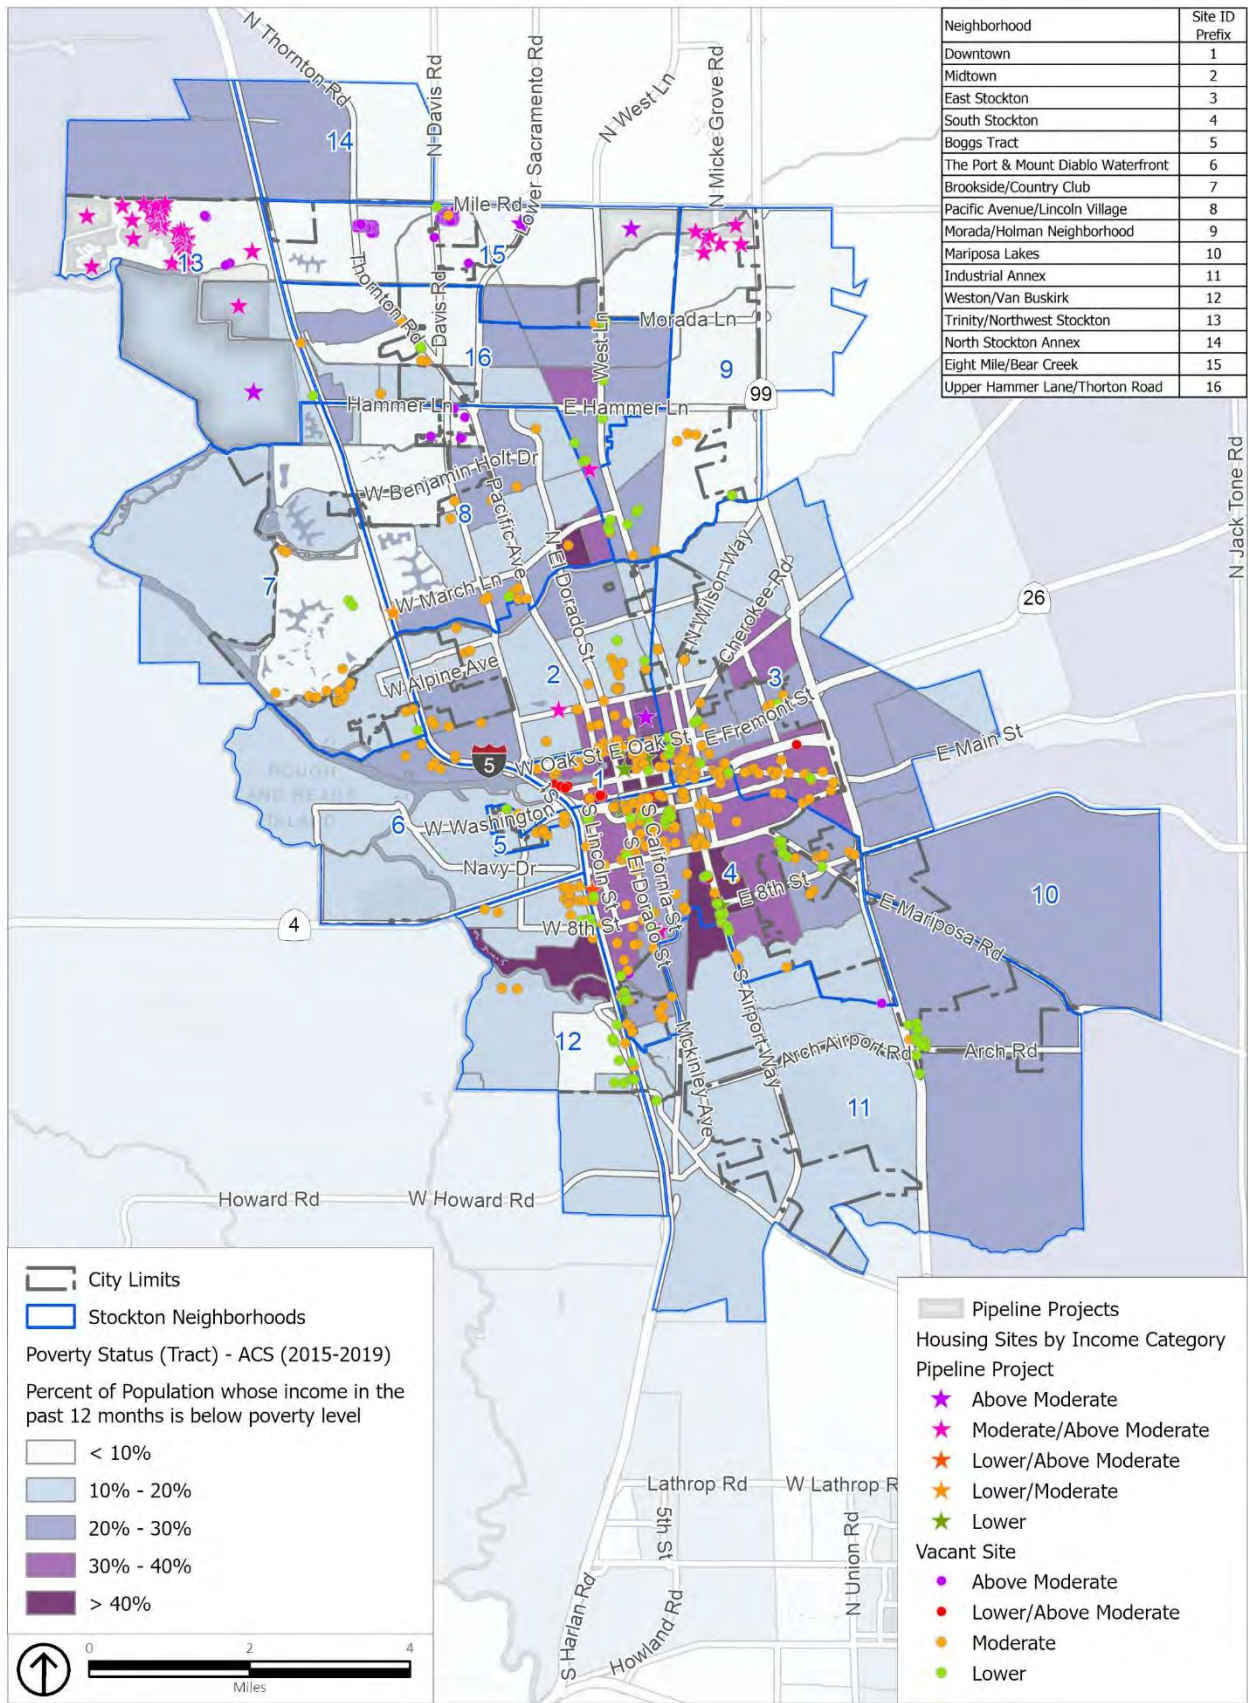 Neighborhood Site ID Prefix
Downtown 1
Midtown 2
East Stockton 3
South Stockton 4
Boggs Tract 5
The Port & Mount Diablo Waterfront 6
Brookside/Country Club 7
Pacific Avenue/Lincoln Village 8
Morada/Holman Neighborhood 9
Mariposa Lakes 10
Industrial Annex 11
Weston/Van Buskirk 12
Trinity/Northwest Stockton 13
North Stockton Annex 14
Eight Mile/Bear Creek 15
Upper Hammer Lane/Thorton Road 16
N Thornton Rd
N Davis Rd
Lower Sacramento Rd
N West Ln
N Micke Grove Rd
14
Mile Rd
13
15
Thornton Rd
Davis Rd
West Ln
Morada Ln
16
9
99
Hammer Ln
E Hammer Ln
W Benjamin Holt Dr
8
Pacific Ave
N El Dorado St
N Wilson Way
Cherokee Rd
N Jack Tone Rd
7
W March Ln
26
W Alpine Ave
2
3
E Fremont St
W Oak St
E Oak St
E Main St
5
1
ROUGH
AND READY
ISLAND
6
W Washington St
5
S Lincoln St
S California St
S El Dorado St
Navy Dr
4
E 8th St
10
4
W 8th St
E Mariposa Rd
S Airport Way
12
Mckinley Ave
Arch Airport Rd
Arch Rd
11
Howard Rd
W Howard Rd
Lathrop Rd
W Lathrop R
5th St
N Union Rd
S Harlan Rd
Howland Rd
City Limits
Stockton Neighborhoods
Poverty Status (Tract) - ACS (2015-2019)
Percent of Population whose income in the
past 12 months is below poverty level
< 10%
10% - 20%
20% - 30%
30% - 40%
> 40%
0 2 4
Miles
Pipeline Projects
Housing Sites by Income Category
Pipeline Project
Above Moderate
Moderate/Above Moderate
Lower/Above Moderate
Lower/Moderate
Lower
Vacant Site
Above Moderate
Lower/Above Moderate
Moderate
Lower